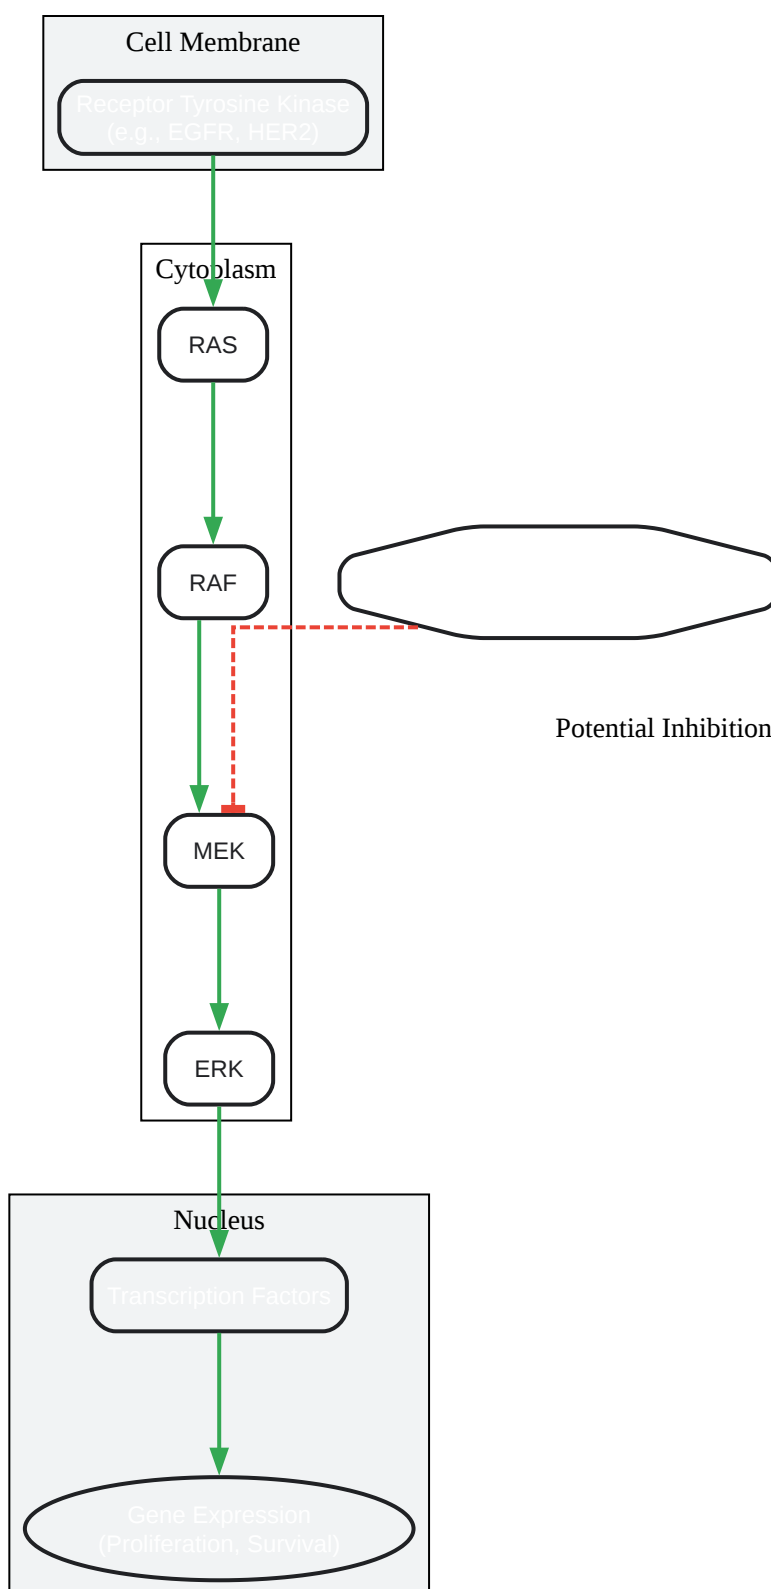 Cell Membrane
Receptor Tyrosine Kinase
(e.g., EGFR, HER2)
Cytoplasm
RAS
RAF
Potential Inhibition
MEK
ERK
Nucleus
Transcription Factors
Gene Expression
(Proliferation, Survival)